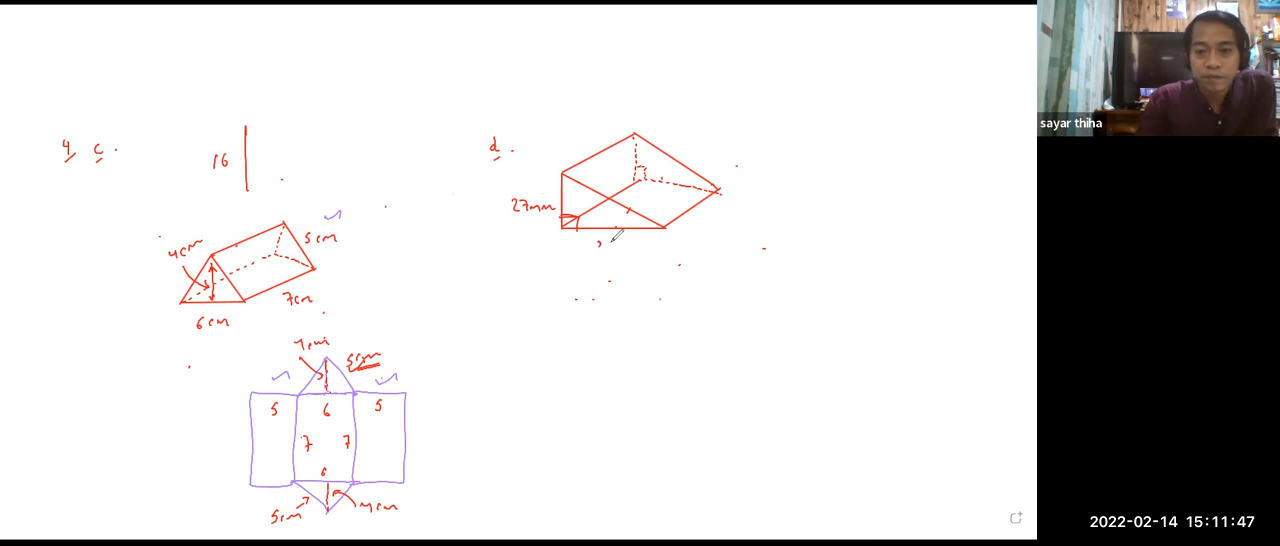 4 c.
16
4cm
5cm
7cm
6cm
4cm
5cm
5 6 5
7 7
6
5cm
4cm
d.
27mm
sayar thiha
2022-02-14 15:11:47